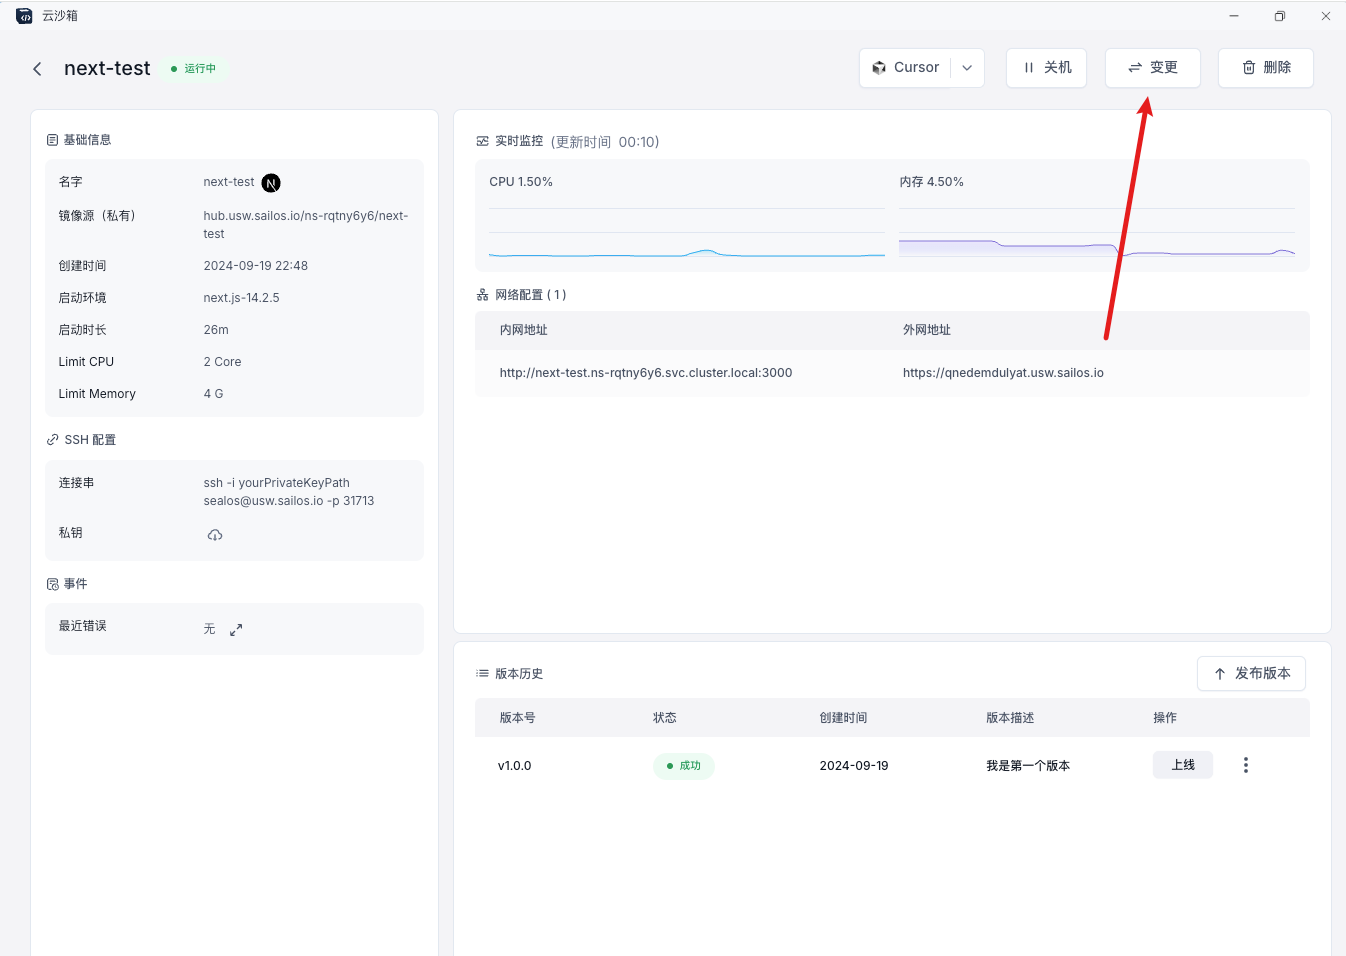 云沙箱
next-test
运行中
Cursor
关机
变更
删除
基础信息
名字 next-test
镜像源（私有） hub.usw.sailos.io/ns-rqtny6y6/next-
test
创建时间 2024-09-19 22:48
启动环境 next.js-14.2.5
启动时长 26m
Limit CPU 2 Core
Limit Memory 4 G
SSH 配置
连接串 ssh -i yourPrivateKeyPath
sealos@usw.sailos.io -p 31713
私钥
事件
最近错误 无
实时监控 (更新时间 00:10)
CPU 1.50%
内存 4.50%
网络配置 ( 1 )
内网地址 外网地址
http://next-test.ns-rqtny6y6.svc.cluster.local:3000 https://qnedemdulyat.usw.sailos.io
版本历史
发布版本
版本号 状态 创建时间 版本描述 操作
v1.0.0 成功 2024-09-19 我是第一个版本 上线